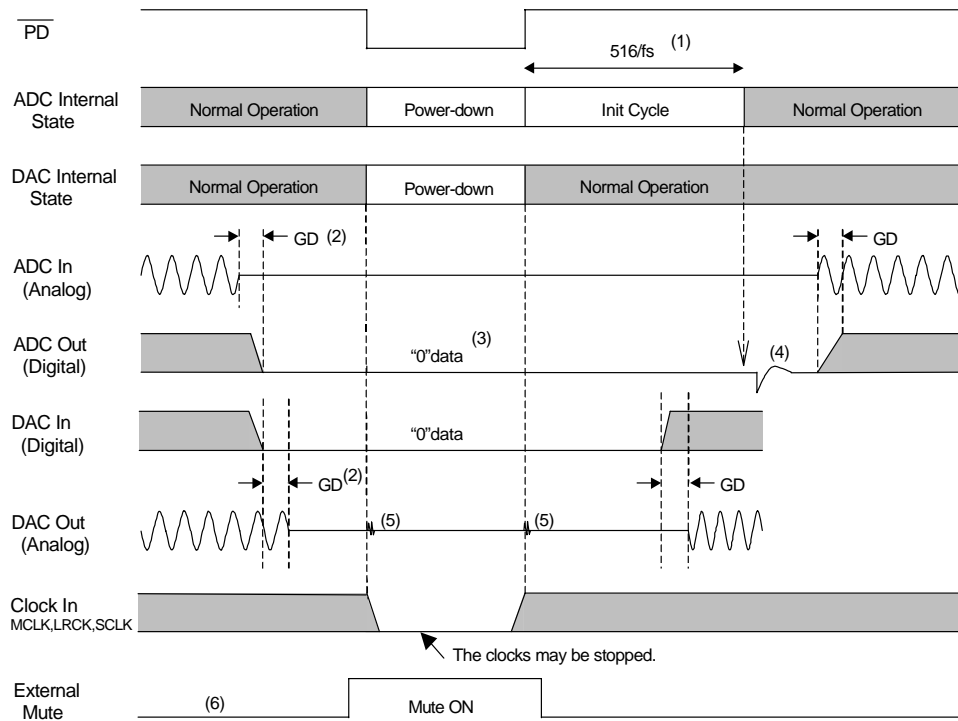 PD
516/fs (1)
ADC Internal
State
Normal Operation Power-down Init Cycle Normal Operation
DAC Internal
State
Normal Operation Power-down Normal Operation
GD (2) GD
ADC In
(Analog)
ADC Out
(Digital)
“0”data (3) (4)
DAC In
(Digital)
“0”data
GD (2) GD
DAC Out
(Analog)
(5) (5)
Clock In
MCLK,LRCK,SCLK
The clocks may be stopped.
External
Mute
(6) Mute ON